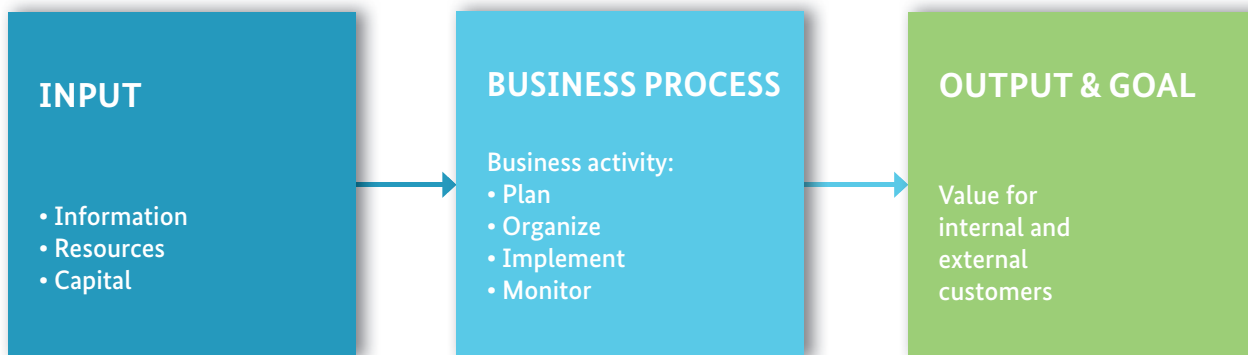 INPUT
• Information
• Resources
• Capital
BUSINESS PROCESS
Business activity:
• Plan
• Organize
• Implement
• Monitor
OUTPUT & GOAL
Value for
internal and
external
customers